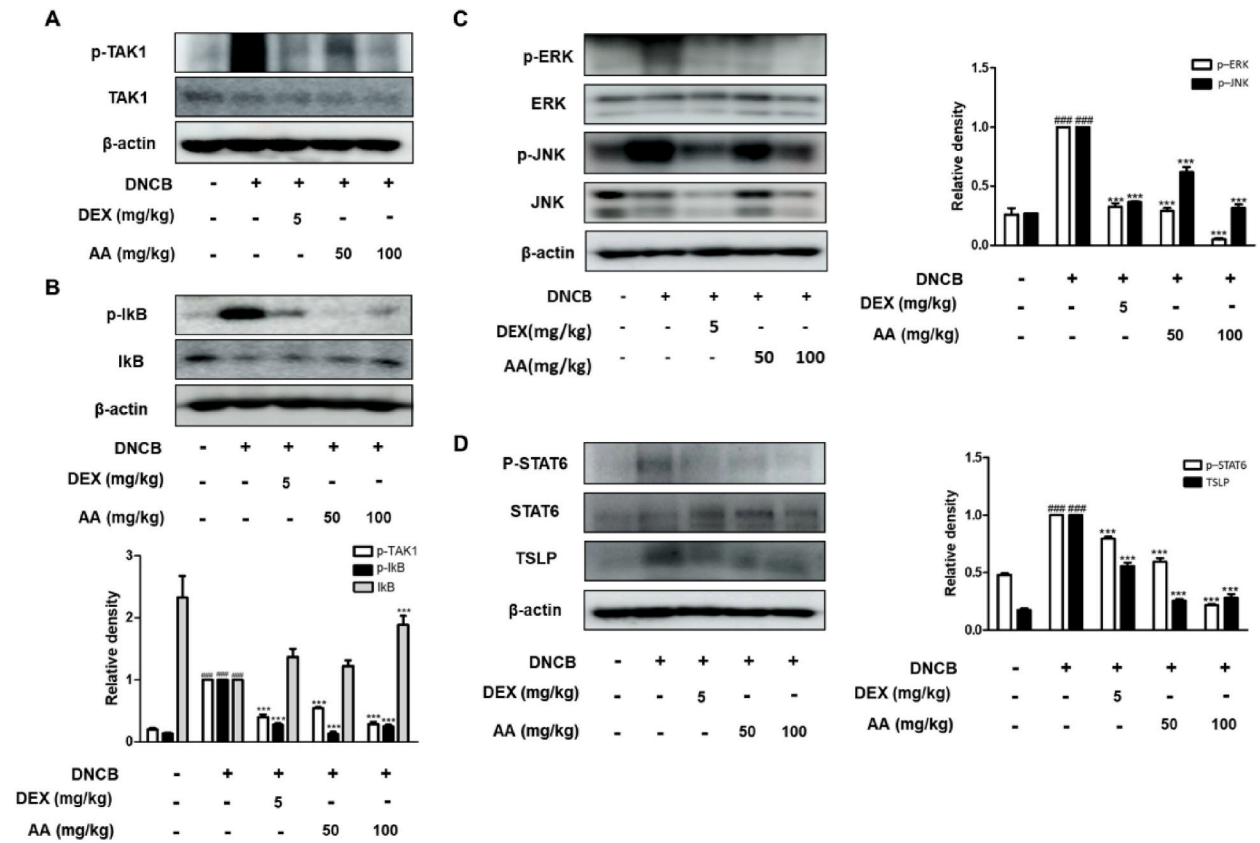 A
p-TAK1
TAK1
β-actin
DNCB - + + + +
DEX (mg/kg) - - 5 - -
AA (mg/kg) - - - 50 100
B
p-IkB
IkB
β-actin
DNCB - + + + +
DEX (mg/kg) - - 5 - -
AA (mg/kg) - - - 50 100
3
2
1
0
Relative density
p-TAK1
p-IkB
IkB
### ### ###
*** ***
*** ***
*** *** ***
DNCB - + + + +
DEX (mg/kg) - - 5 - -
AA (mg/kg) - - - 50 100
C
p-ERK
ERK
p-JNK
JNK
β-actin
DNCB - + + + +
DEX(mg/kg) - - 5 - -
AA(mg/kg) - - - 50 100
1.5
1.0
0.5
0.0
Relative density
p-ERK
p-JNK
### ###
*** ***
*** ***
*** ***
DNCB - + + + +
DEX (mg/kg) - - 5 - -
AA (mg/kg) - - - 50 100
D
P-STAT6
STAT6
TSLP
β-actin
DNCB - + + + +
DEX (mg/kg) - - 5 - -
AA (mg/kg) - - - 50 100
1.5
1.0
0.5
0.0
Relative density
p-STAT6
TSLP
### ###
*** ***
*** ***
*** ***
DNCB - + + + +
DEX (mg/kg) - - 5 - -
AA (mg/kg) - - - 50 100